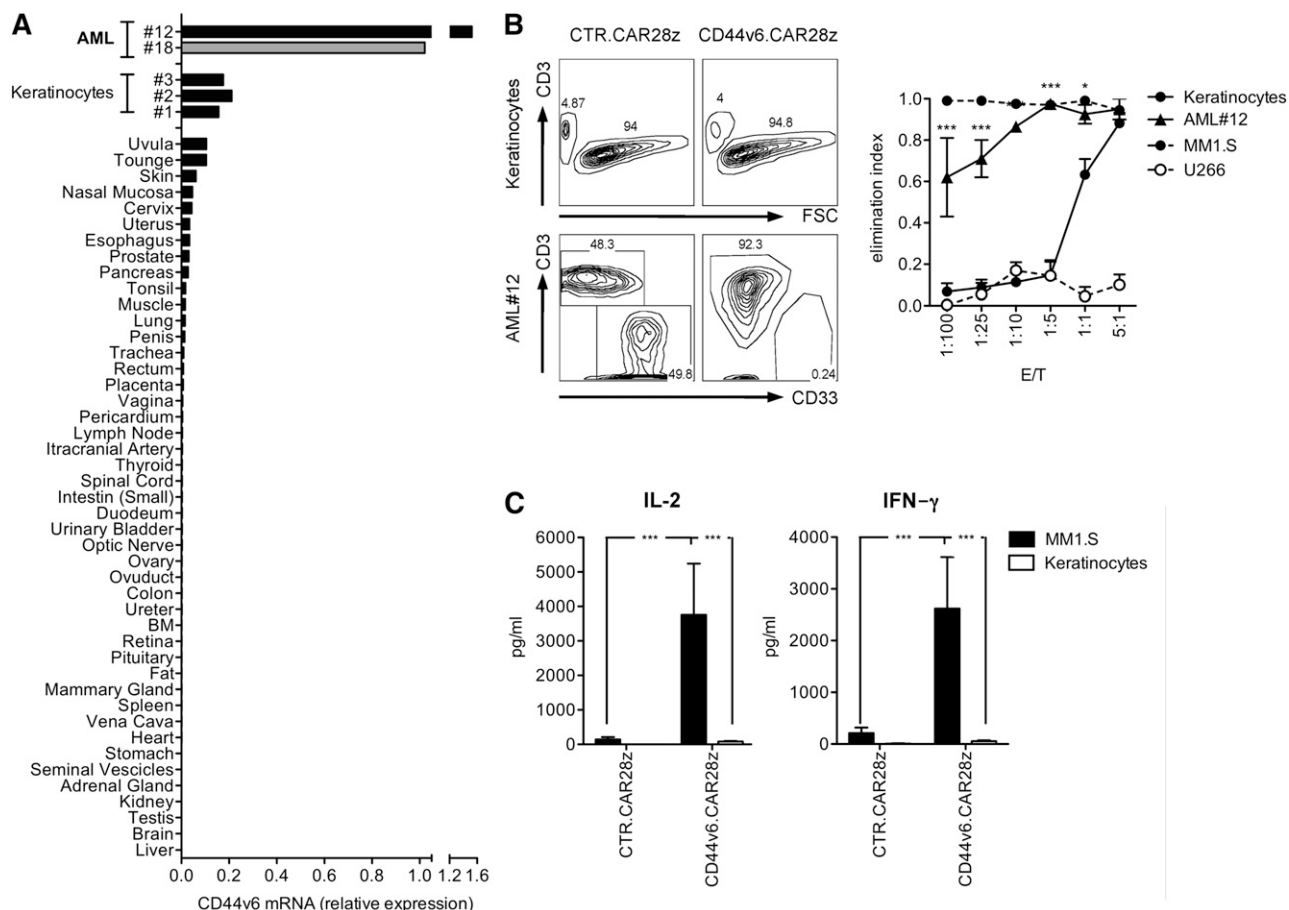 A
AML
#12
#18
Keratinocytes
#3
#2
#1
Uvula
Tounge
Skin
Nasal Mucosa
Cervix
Uterus
Esophagus
Prostate
Pancreas
Tonsil
Muscle
Lung
Penis
Trachea
Rectum
Placenta
Vagina
Pericardium
Lymph Node
Itracranial Artery
Thyroid
Spinal Cord
Intestin (Small)
Duodeum
Urinary Bladder
Optic Nerve
Ovary
Ovuduct
Colon
Ureter
BM
Retina
Pituitary
Fat
Mammary Gland
Spleen
Vena Cava
Heart
Stomach
Seminal Vescicles
Adrenal Gland
Kidney
Testis
Brain
Liver
0.0 0.2 0.4 0.6 0.8 1.0 1.2 1.6
CD44v6 mRNA (relative expression)
B
CTR.CAR28z CD44v6.CAR28z
Keratinocytes
CD3
4.87 94
4 94.8
FSC
AML#12
CD3
48.3 49.8
92.3 0.24
CD33
elimination index
1.0
0.8
0.6
0.4
0.2
0.0
*** *** *** *
1:100 1:25 1:10 1:5 1:1 5:1
E/T
Keratinocytes
AML#12
MM1.S
U266
C
IL-2
pg/ml
6000
5000
4000
3000
2000
1000
0
*** ***
CTR.CAR28z
CD44v6.CAR28z
IFN-γ
pg/ml
4000
3000
2000
1000
0
*** ***
CTR.CAR28z
CD44v6.CAR28z
MM1.S
Keratinocytes